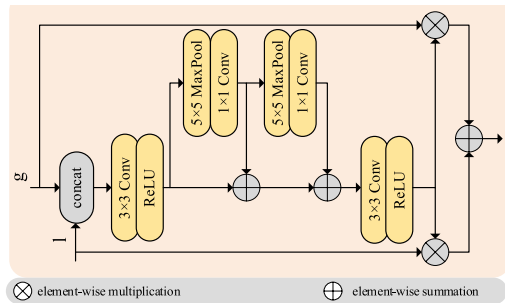 5×5 MaxPool
1×1 Conv
5×5 MaxPool
1×1 Conv
g
concat
3×3 Conv
ReLU
3×3 Conv
ReLU
l
element-wise multiplication
element-wise summation